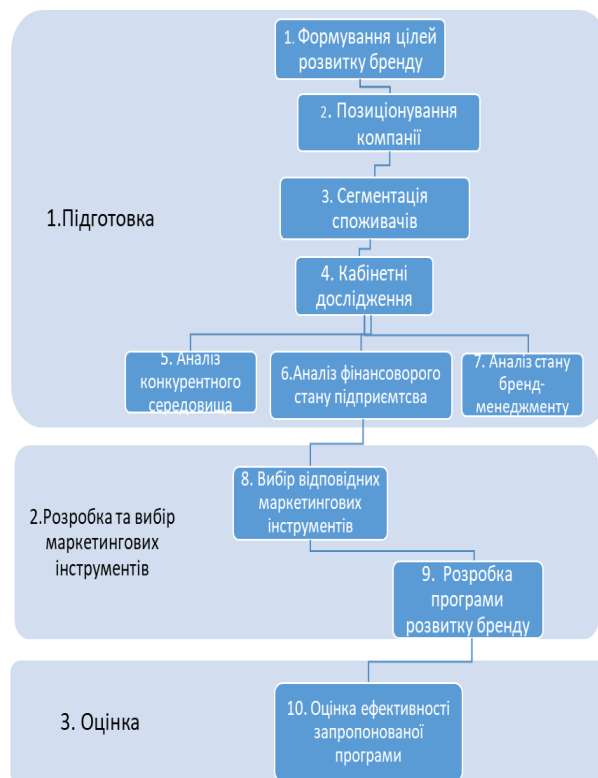 1. Формування цілей
розвитку бренду
2. Позиціонування
компанії
3. Сегментація
споживачів
1.Підготовка
4. Кабінетні
дослідження
5. Аналіз
конкурентного
середовища
6.Аналіз фінансоворого
стану підприємтсва
7. Аналіз стану
бренд-
менеджменту
8. Вибір відповідних
маркетингових
інструментів
2.Розробка та вибір
маркетингових
інструментів
9. Розробка
програми
розвитку бренду
3. Оцінка
10. Оцінка ефективності
запропонованої
програми